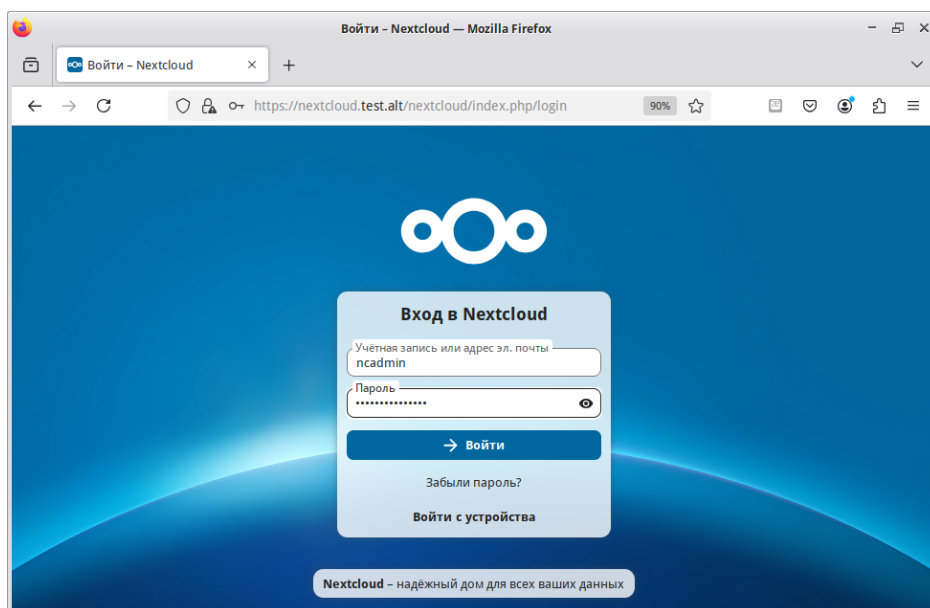 Войти – Nextcloud — Mozilla Firefox
Войти – Nextcloud
https://nextcloud.test.alt/nextcloud/index.php/login
90%
Вход в Nextcloud
Учётная запись или адрес эл. почты
ncadmin
Пароль
•••••••••••••••
Войти
Забыли пароль?
Войти с устройства
Nextcloud – надёжный дом для всех ваших данных